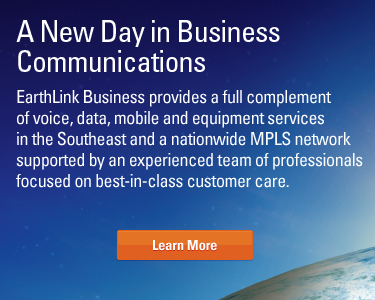 A New Day in Business
Communications
EarthLink Business provides a full complement
of voice, data, mobile and equipment services
in the Southeast and a nationwide MPLS network
supported by an experienced team of professionals
focused on best-in-class customer care.
Learn More